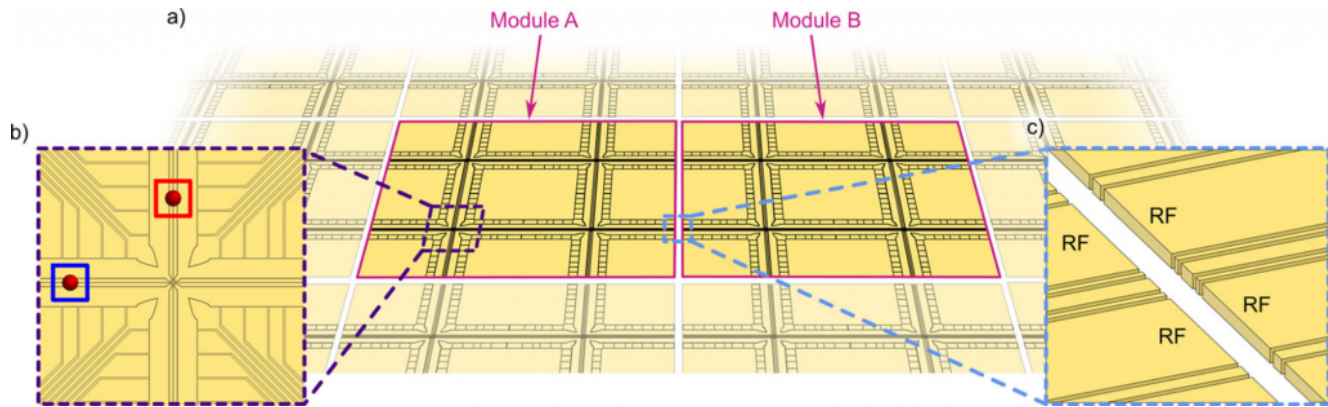 a)
Module A
Module B
b)
c)
RF
RF
RF
RF